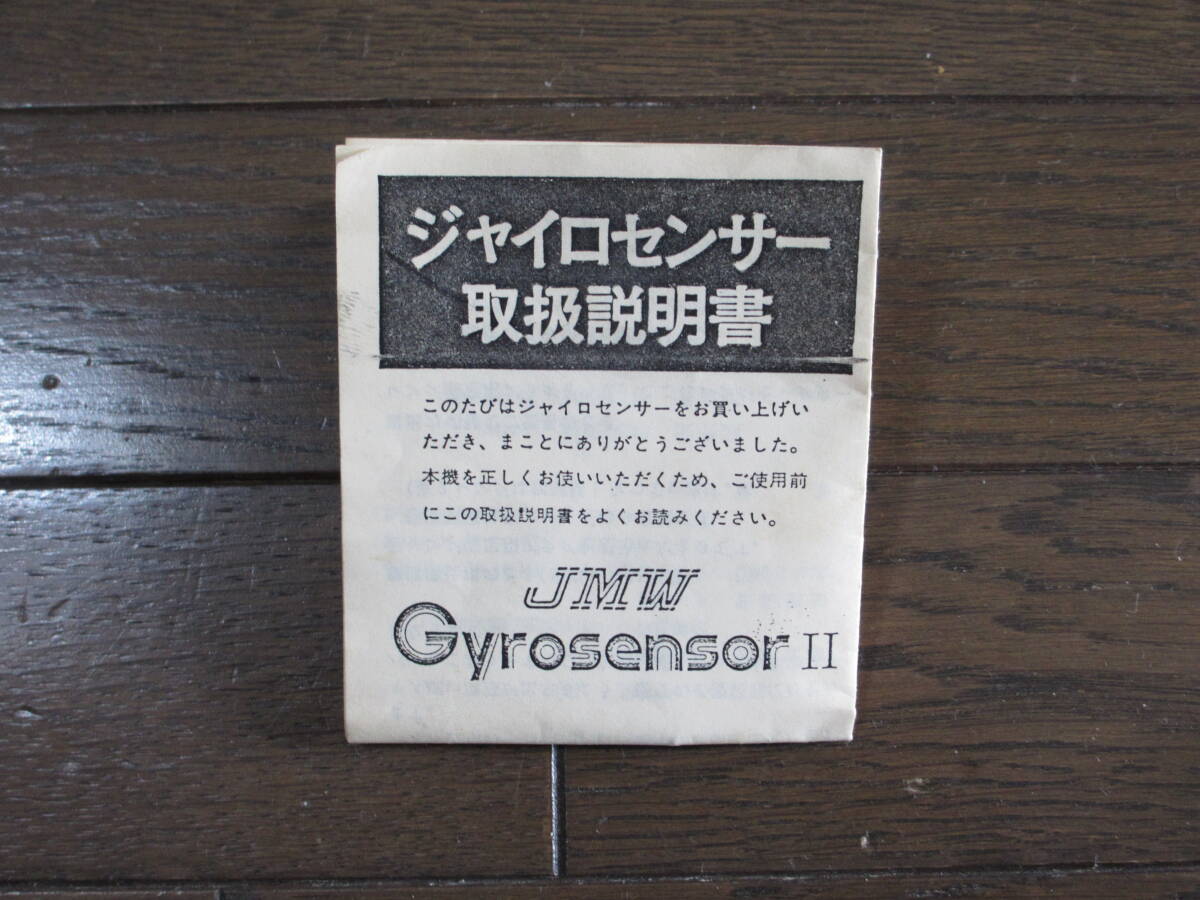 ジャイロセンサー
取扱説明書
このたびはジャイロセンサーをお買い上げい
ただき、まことにありがとうございました。
本機を正しくお使いいただくため、ご使用前
にこの取扱説明書をよくお読みください。
JMW
Gyrosensor II